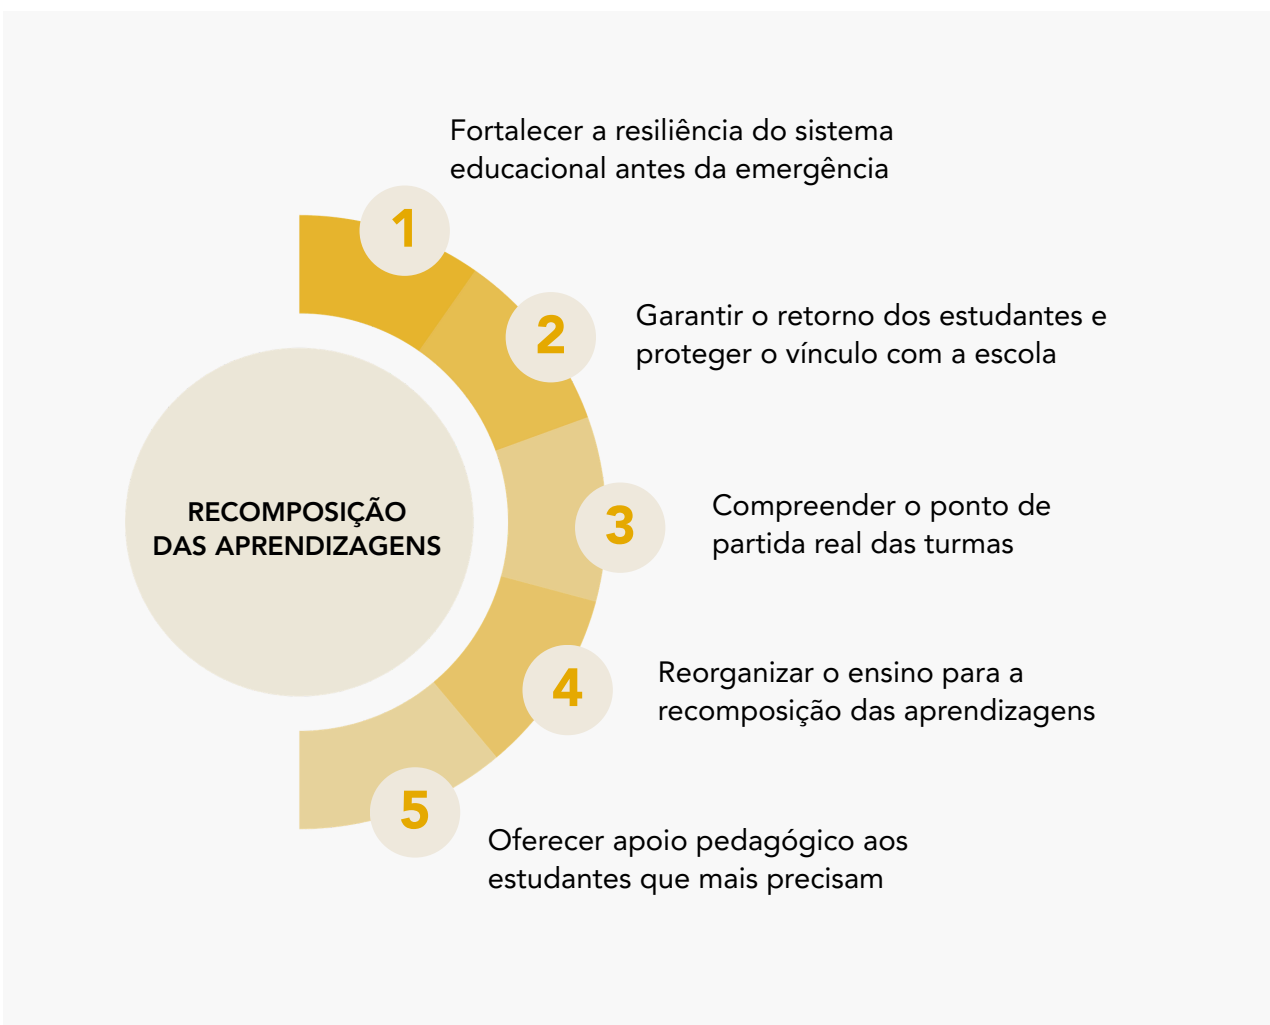 Fortalecer a resiliência do sistema
educacional antes da emergência
1
2
Garantir o retorno dos estudantes e
proteger o vínculo com a escola
RECOMPOSIÇÃO
DAS APRENDIZAGENS
3
Compreender o ponto de
partida real das turmas
4
Reorganizar o ensino para a
recomposição das aprendizagens
5
Oferecer apoio pedagógico aos
estudantes que mais precisam